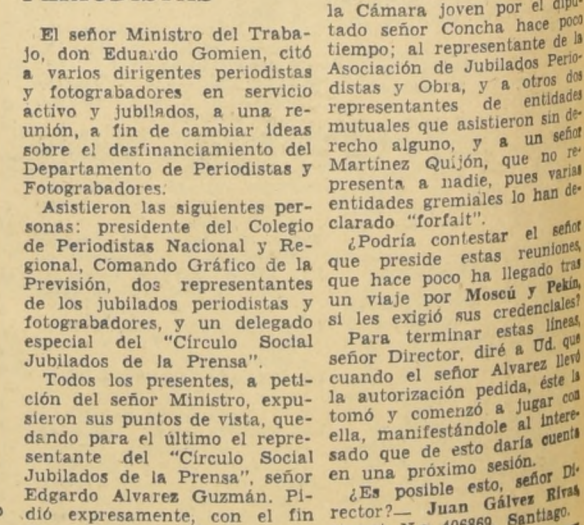 El señor Ministro del Traba-
jo, don Eduardo Gomien, citó
a varios dirigentes periodistas
y fotograbadores en servicio
activo y jubilados, a una re-
unión, a fin de cambiar ideas
sobre el desfinanciamiento del
Departamento de Periodistas y
Fotograbadores.
Asistieron las siguientes per-
sonas: presidente del Colegio
de Periodistas Nacional y Re-
gional, Comando Gráfico de la
Previsión, dos representantes
de los jubilados periodistas y
fotograbadores, y un delegado
especial del "Círculo Social
Jubilados de la Prensa".
Todos los presentes, a peti-
ción del señor Ministro, expu-
sieron sus puntos de vista, que-
dando para el último el repre-
sentante del "Círculo Social
Jubilados de la Prensa", señor
Edgardo Alvarez Guzmán. Pi-
dió expresamente, con el fin
la Cámara joven por el dipu-
tado señor Concha hace poco
tiempo; al representante de la
Asociación de Jubilados Perio-
distas y Obra, y a otros dos
representantes de entidades
mutuales que asistieron sin de-
recho alguno, y a un señor
Martínez Quijón, que no re-
presenta a nadie, pues varias
entidades gremiales lo han de-
clarado "forfait".
¿Podría contestar el señor
que preside estas reuniones,
que hace poco ha llegado tras
un viaje por Moscú y Pekín,
si les exigió sus credenciales?
Para terminar estas líneas,
señor Director, diré a Ud. que
cuando el señor Alvarez llevó
la autorización pedida, éste la
tomó y comenzó a jugar con
ella, manifestándole al intere-
sado que de esto daría cuenta
en una próxima sesión.
¿Es posible esto, señor Di-
rector?— Juan Gálvez Rivas
Santiago.